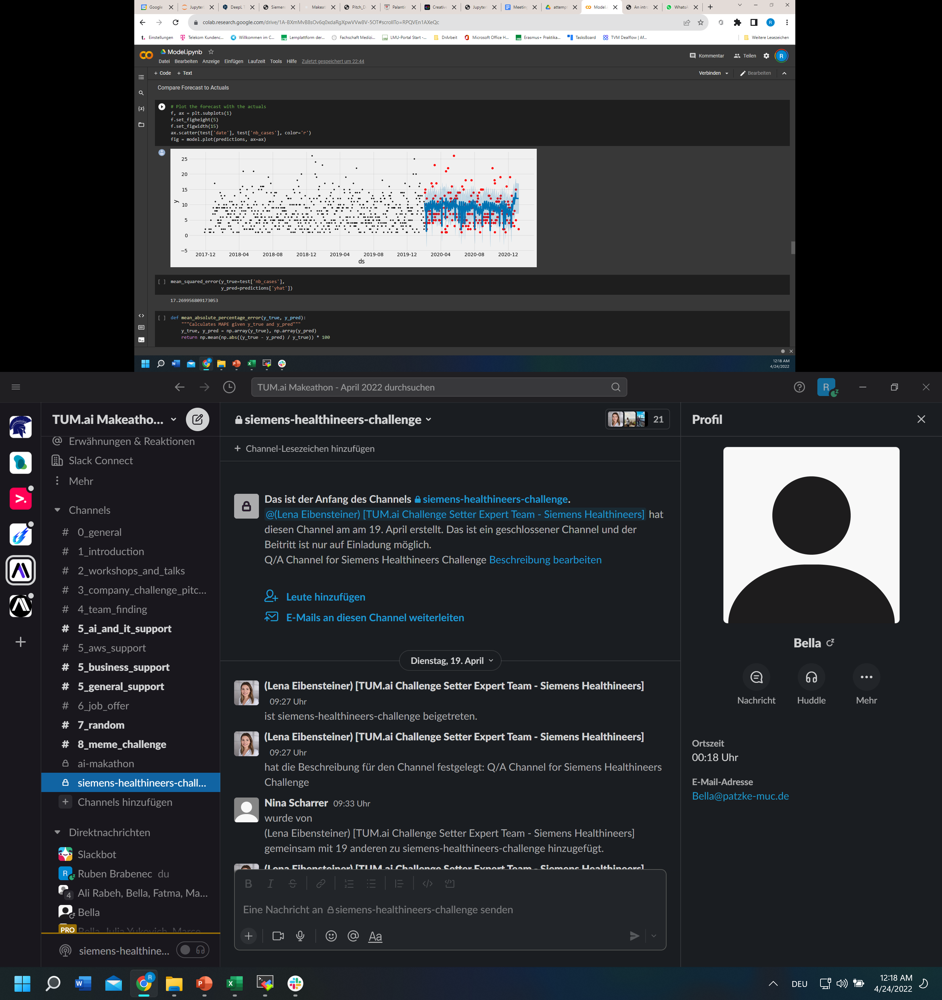 Google
Jupyter
DeepL T
Siemen
Makeat
Pitch_D
Palantir
Creative
Jupyter
Meeting
attempt
Model.i
An intro
WhatsA
colab.research.google.com/drive/1A-BXmMvB8sOv6q0xdaRgXpwVVw8V-5OT#scrollTo=RPQVEn1AXeQc
R
Einstellungen
Telekom Kundenc...
Willkommen im C...
Lernplattform der...
Fachschaft Medizi...
LMU-Portal Start -...
DrArbeit
Microsoft Office H...
Erasmus+ Praktika...
TasksBoard
TVM Dealflow | Af...
Weitere Lesezeichen
Model.ipynb
Datei Bearbeiten Anzeige Einfügen Laufzeit Tools Hilfe Zuletzt gespeichert um 22:44
Kommentar Teilen R
+ Code + Text
Verbinden Bearbeiten
Compare Forecast to Actuals
# Plot the forecast with the actuals
f, ax = plt.subplots(1)
f.set_figheight(5)
f.set_figwidth(15)
ax.scatter(test['date'], test['nb_cases'], color='r')
fig = model.plot(predictions, ax=ax)
25
20
15
10
5
0
−5
y
2017-12 2018-04 2018-08 2018-12 2019-04 2019-08 2019-12 2020-04 2020-08 2020-12
ds
[ ] mean_squared_error(y_true=test['nb_cases'],
y_pred=predictions['yhat'])
17.269956809173053
[ ] def mean_absolute_percentage_error(y_true, y_pred):
"""Calculates MAPE given y_true and y_pred"""
y_true, y_pred = np.array(y_true), np.array(y_pred)
return np.mean(np.abs((y_true - y_pred) / y_true)) * 100
12:18 AM
4/24/2022
TUM.ai Makeathon - April 2022 durchsuchen
R
TUM.ai Makeatho...
Erwähnungen & Reaktionen
Slack Connect
Mehr
Channels
# 0_general
# 1_introduction
# 2_workshops_and_talks
# 3_company_challenge_pitc...
# 4_team_finding
# 5_ai_and_it_support
# 5_aws_support
# 5_business_support
# 5_general_support
# 6_job_offer
# 7_random
# 8_meme_challenge
ai-makathon
siemens-healthineers-chall...
Channels hinzufügen
Direktnachrichten
Slackbot
Ruben Brabenec du
4 Ali Rabeh, Bella, Fatma, Ma...
Bella
PRO Bella, Julia Yukovich, Marco...
siemens-healthine...
siemens-healthineers-challenge
21
+ Channel-Lesezeichen hinzufügen
Das ist der Anfang des Channels siemens-healthineers-challenge.
@(Lena Eibensteiner) [TUM.ai Challenge Setter Expert Team - Siemens Healthineers] hat
diesen Channel am am 19. April erstellt. Das ist ein geschlossener Channel und der
Beitritt ist nur auf Einladung möglich.
Q/A Channel for Siemens Healthineers Challenge Beschreibung bearbeiten
Leute hinzufügen
E-Mails an diesen Channel weiterleiten
Dienstag, 19. April
(Lena Eibensteiner) [TUM.ai Challenge Setter Expert Team - Siemens Healthineers]
09:27 Uhr
ist siemens-healthineers-challenge beigetreten.
(Lena Eibensteiner) [TUM.ai Challenge Setter Expert Team - Siemens Healthineers]
09:27 Uhr
hat die Beschreibung für den Channel festgelegt: Q/A Channel for Siemens Healthineers
Challenge
Nina Scharrer 09:33 Uhr
wurde von
(Lena Eibensteiner) [TUM.ai Challenge Setter Expert Team - Siemens Healthineers]
gemeinsam mit 19 anderen zu siemens-healthineers-challenge hinzugefügt.
(Lena Eibensteiner) [TUM.ai Challenge Setter Expert Team - Siemens Healthineers]
Eine Nachricht an siemens-healthineers-challenge senden
Aa
Profil
Bella
Nachricht Huddle Mehr
Ortszeit
00:18 Uhr
E-Mail-Adresse
Bella@patzke-muc.de
DEU
12:18 AM
4/24/2022